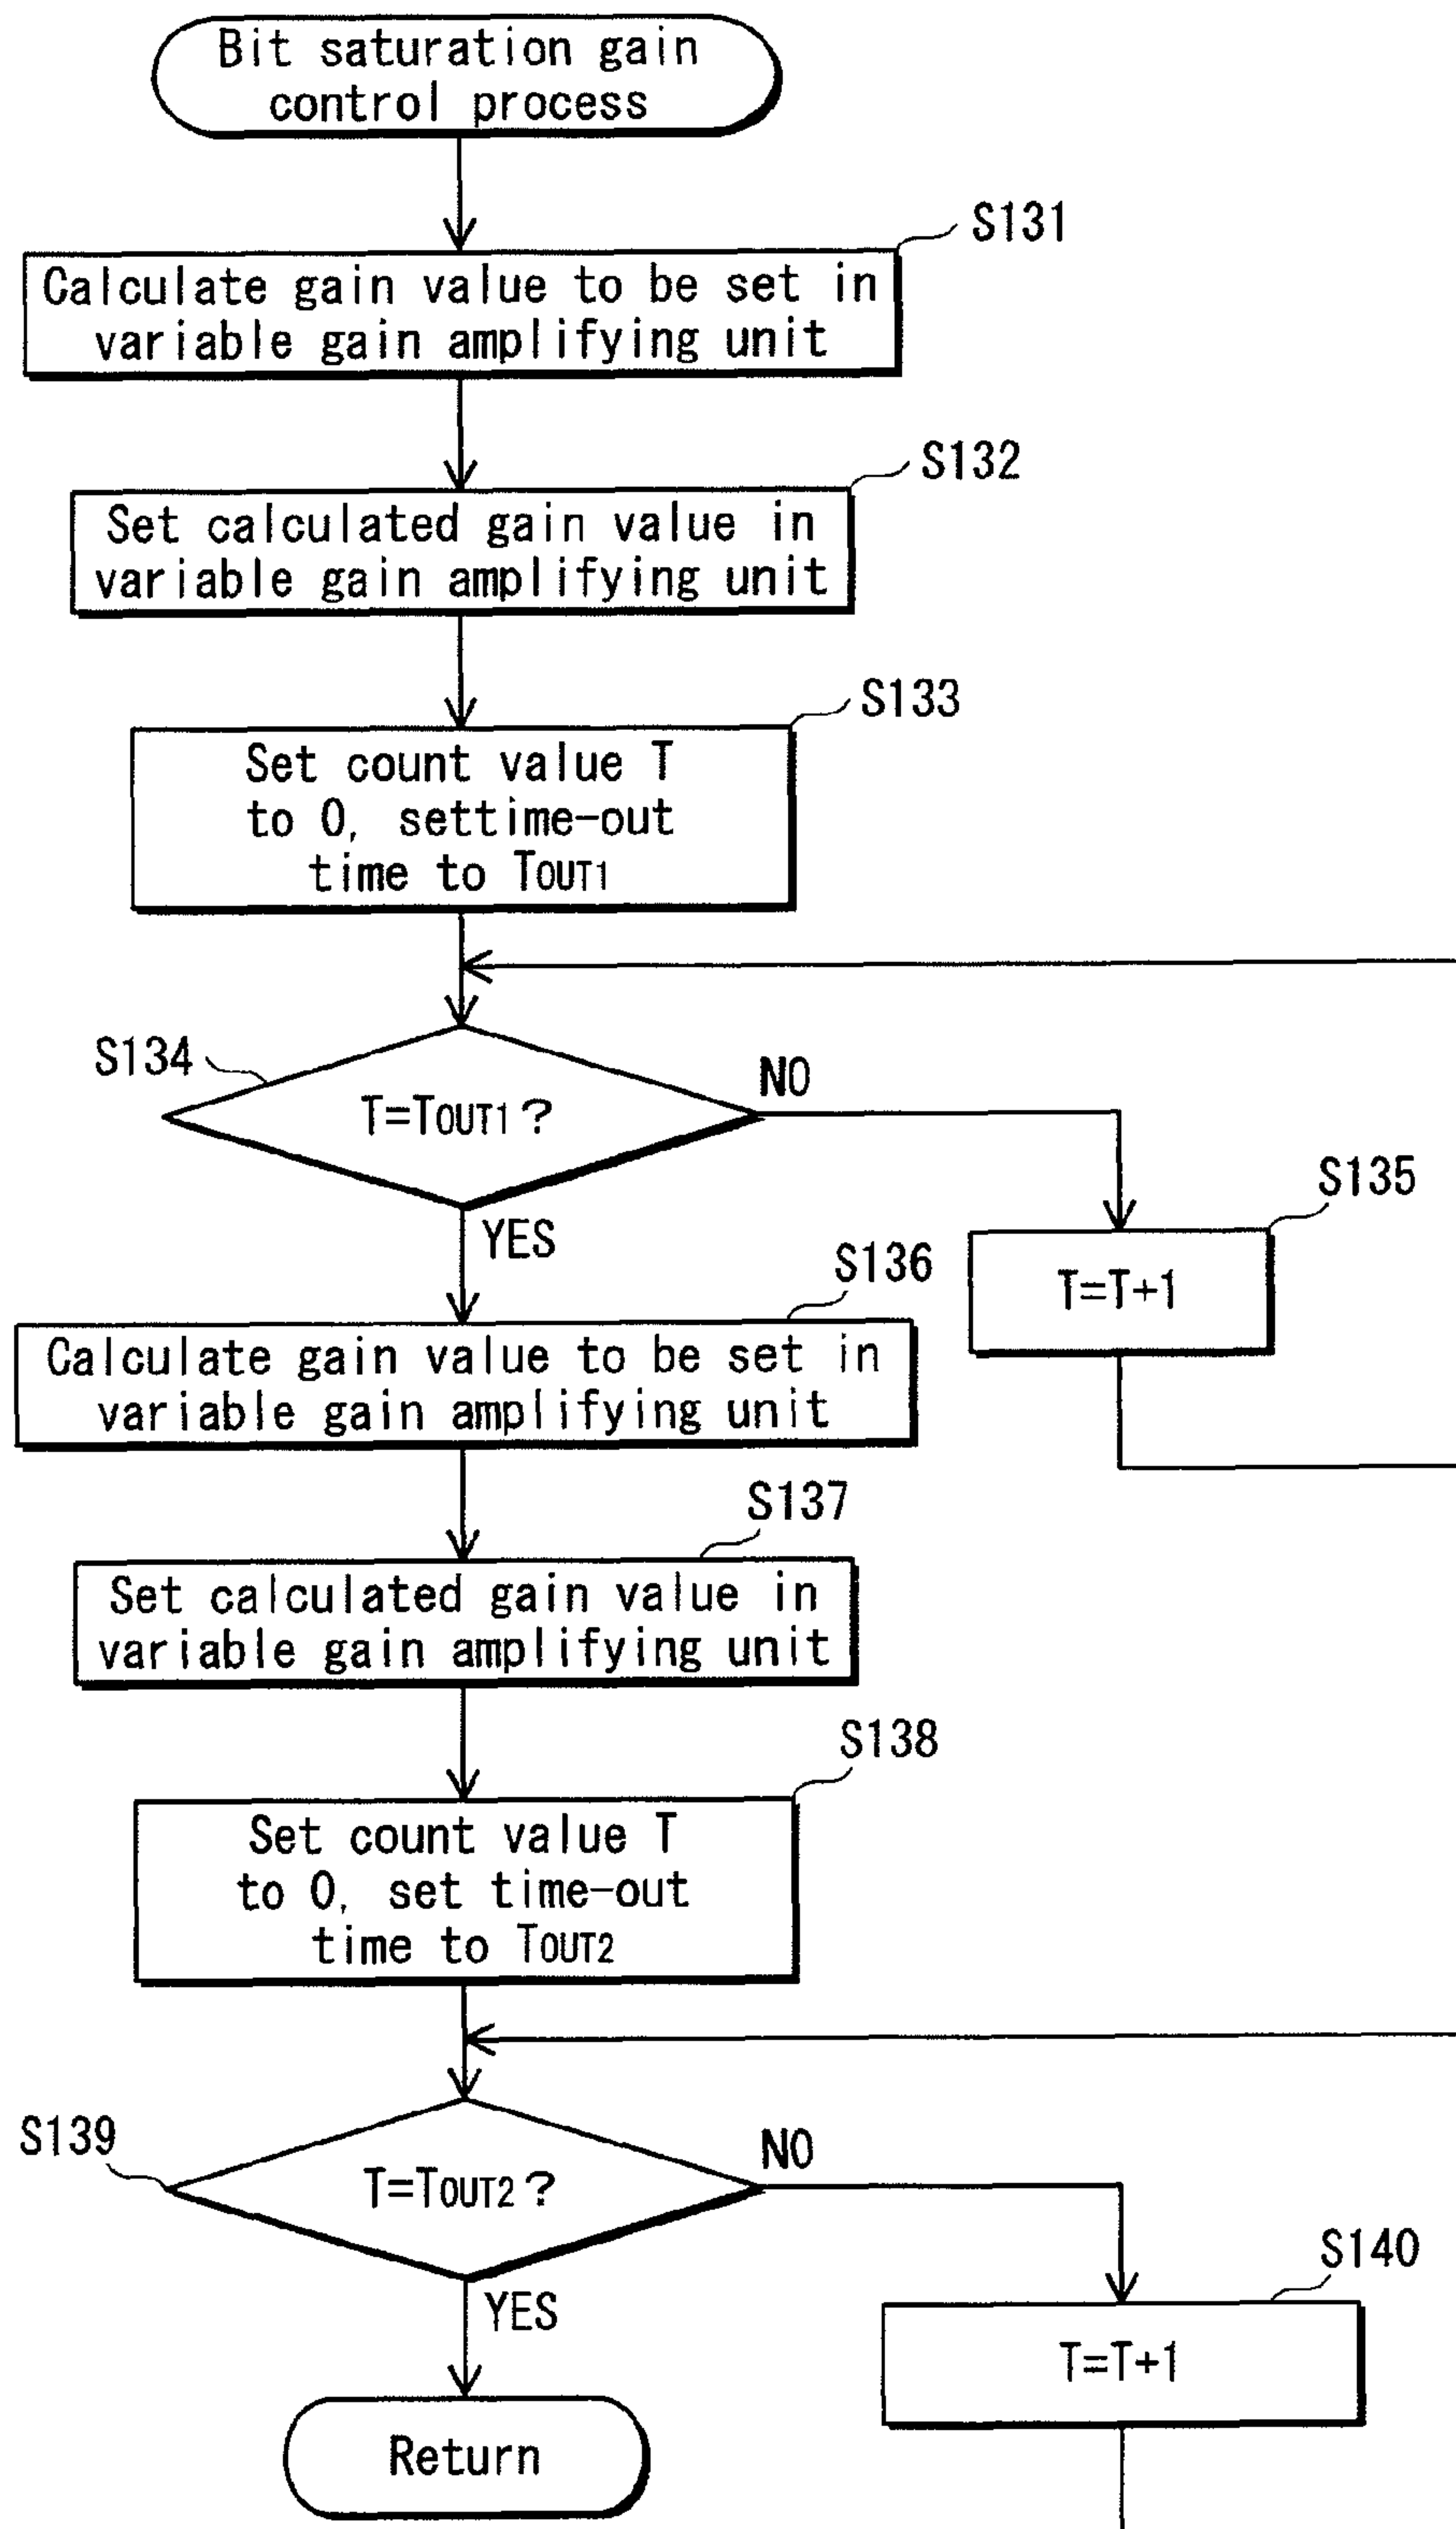 Bit saturation gain
control process
S131
Calculate gain value to be set in
variable gain amplifying unit
S132
Set calculated gain value in
variable gain amplifying unit
S133
Set count value T
to 0, settime-out
time to TOUT1
S134
T=TOUT1?
NO
YES
S135
T=T+1
S136
Calculate gain value to be set in
variable gain amplifying unit
S137
Set calculated gain value in
variable gain amplifying unit
S138
Set count value T
to 0, set time-out
time to TOUT2
S139
T=TOUT2?
NO
YES
S140
T=T+1
Return